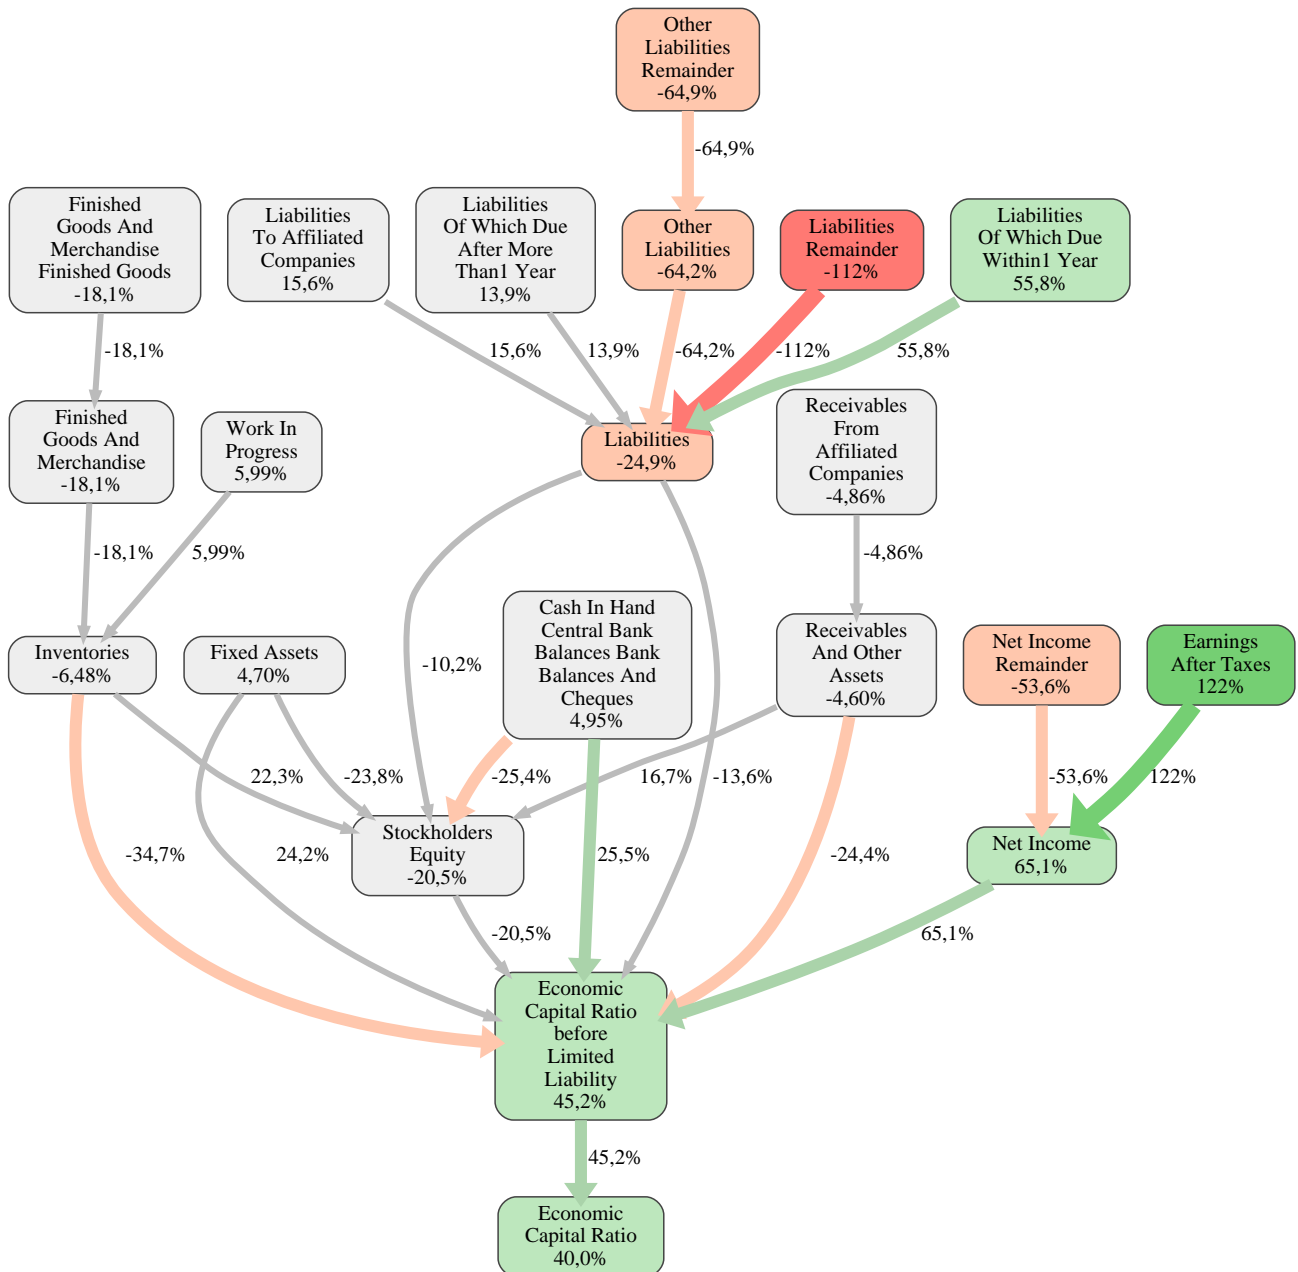 Other
Liabilities
Remainder
-64,9%
-64,9%
Finished
Goods And
Merchandise
Finished Goods
-18,1%
Liabilities
To Affiliated
Companies
15,6%
Liabilities
Of Which Due
After More
Than1 Year
13,9%
Other
Liabilities
-64,2%
Liabilities
Remainder
-112%
Liabilities
Of Which Due
Within1 Year
55,8%
-18,1%
15,6%
13,9%
-64,2%
-112%
55,8%
Finished
Goods And
Merchandise
-18,1%
Work In
Progress
5,99%
Liabilities
-24,9%
Receivables
From
Affiliated
Companies
-4,86%
-18,1%
5,99%
-4,86%
Inventories
-6,48%
Fixed Assets
4,70%
-10,2%
Cash In Hand
Central Bank
Balances Bank
Balances And
Cheques
4,95%
Receivables
And Other
Assets
-4,60%
Net Income
Remainder
-53,6%
Earnings
After Taxes
122%
22,3%
-23,8%
-25,4%
16,7%
-13,6%
-53,6%
122%
Stockholders
Equity
-20,5%
Net Income
65,1%
-34,7%
24,2%
25,5%
-24,4%
-20,5%
65,1%
Economic
Capital Ratio
before
Limited
Liability
45,2%
45,2%
Economic
Capital Ratio
40,0%